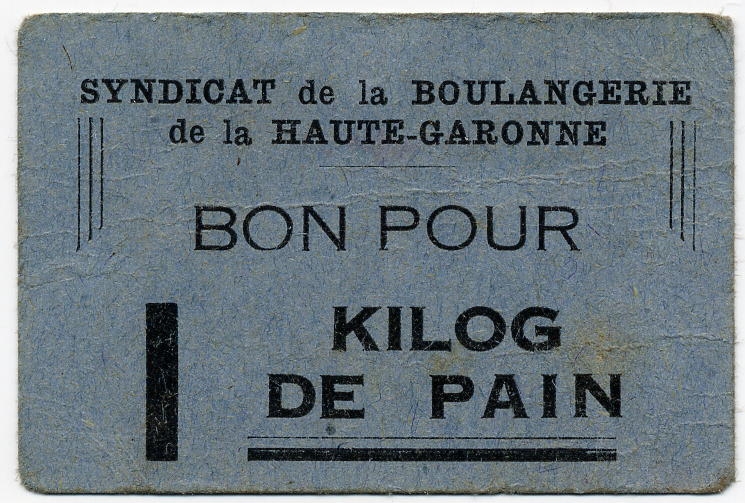 SYNDICAT de la BOULANGERIE
de la HAUTE-GARONNE
BON POUR
1 KILOG
DE PAIN